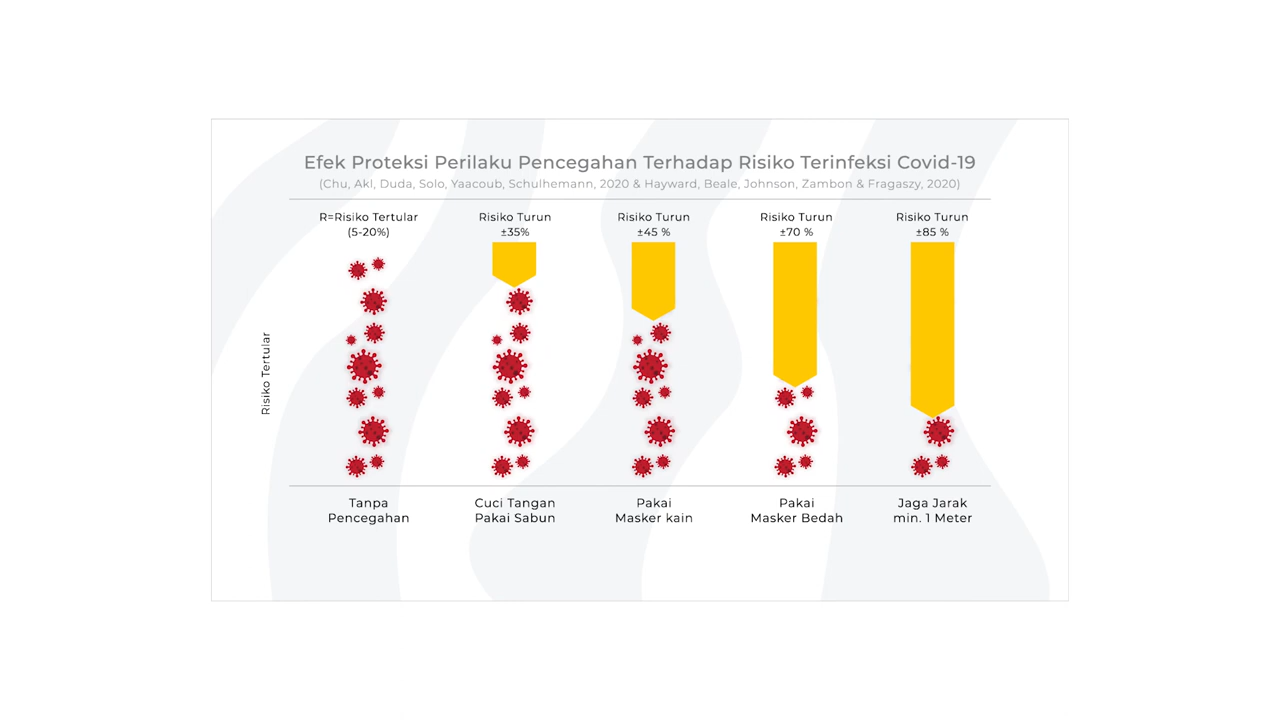 Efek Proteksi Perilaku Pencegahan Terhadap Risiko Terinfeksi Covid-19
(Chu, Akl, Duda, Solo, Yaacoub, Schulhemann, 2020 & Hayward, Beale, Johnson, Zambon & Fragaszy, 2020)
R=Risiko Tertular
(5-20%)
Risiko Turun
±35%
Risiko Turun
±45 %
Risiko Turun
±70 %
Risiko Turun
±85 %
Risiko Tertular
Tanpa
Pencegahan
Cuci Tangan
Pakai Sabun
Pakai
Masker kain
Pakai
Masker Bedah
Jaga Jarak
min. 1 Meter